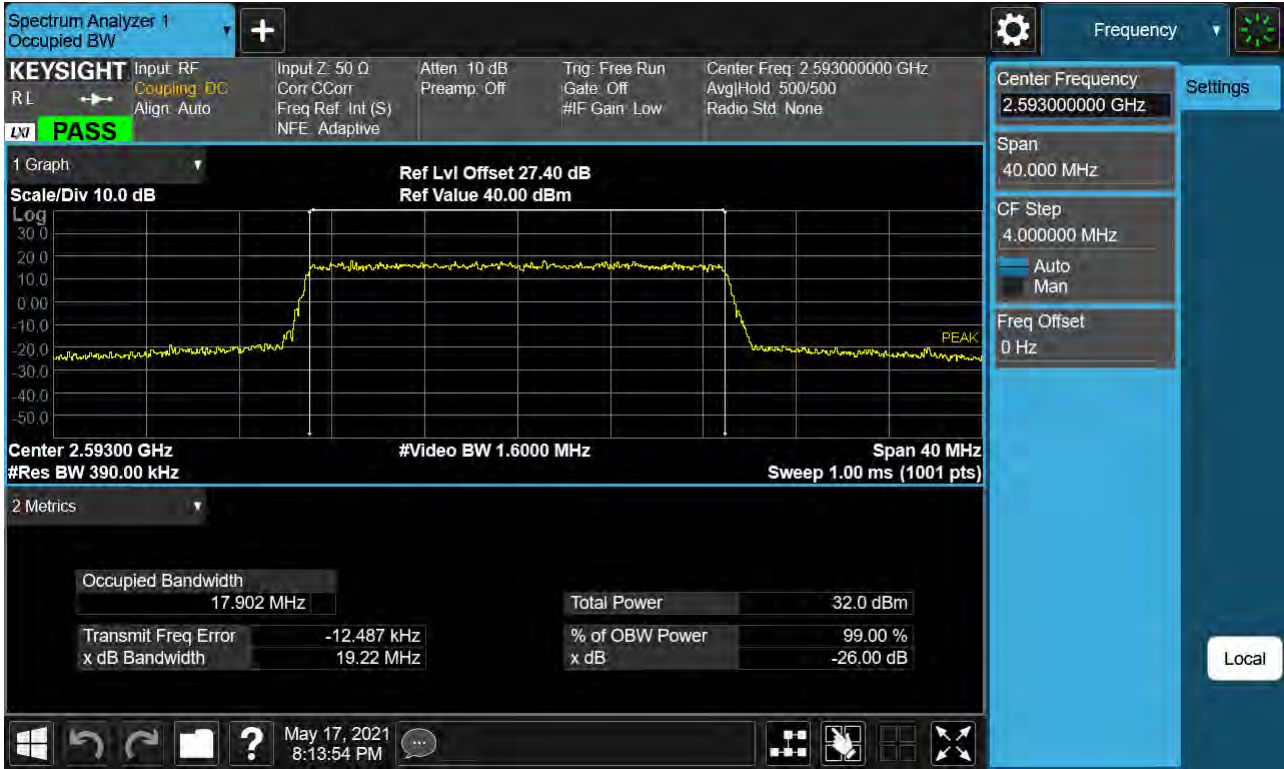 Spectrum Analyzer 1
Occupied BW
+
Frequency
KEYSIGHT
RL
LXI
PASS
Input: RF
Coupling: DC
Align: Auto
Input Z: 50 Ω
Corr CCorr
Freq Ref: Int (S)
NFE: Adaptive
Atten: 10 dB
Preamp: Off
Trig: Free Run
Gate: Off
#IF Gain: Low
Center Freq: 2.593000000 GHz
Avg|Hold: 500/500
Radio Std: None
1 Graph
Scale/Div 10.0 dB
Ref Lvl Offset 27.40 dB
Ref Value 40.00 dBm
Log
30.0
20.0
10.0
0.00
-10.0
-20.0
-30.0
-40.0
-50.0
PEAK
Center 2.59300 GHz
#Video BW 1.6000 MHz
Span 40 MHz
#Res BW 390.00 kHz
Sweep 1.00 ms (1001 pts)
2 Metrics
Occupied Bandwidth
17.902 MHz
Transmit Freq Error -12.487 kHz
x dB Bandwidth 19.22 MHz
Total Power 32.0 dBm
% of OBW Power 99.00 %
x dB -26.00 dB
Center Frequency
2.593000000 GHz
Span
40.000 MHz
CF Step
4.000000 MHz
Auto
Man
Freq Offset
0 Hz
Settings
Local
?
May 17, 2021
8:13:54 PM